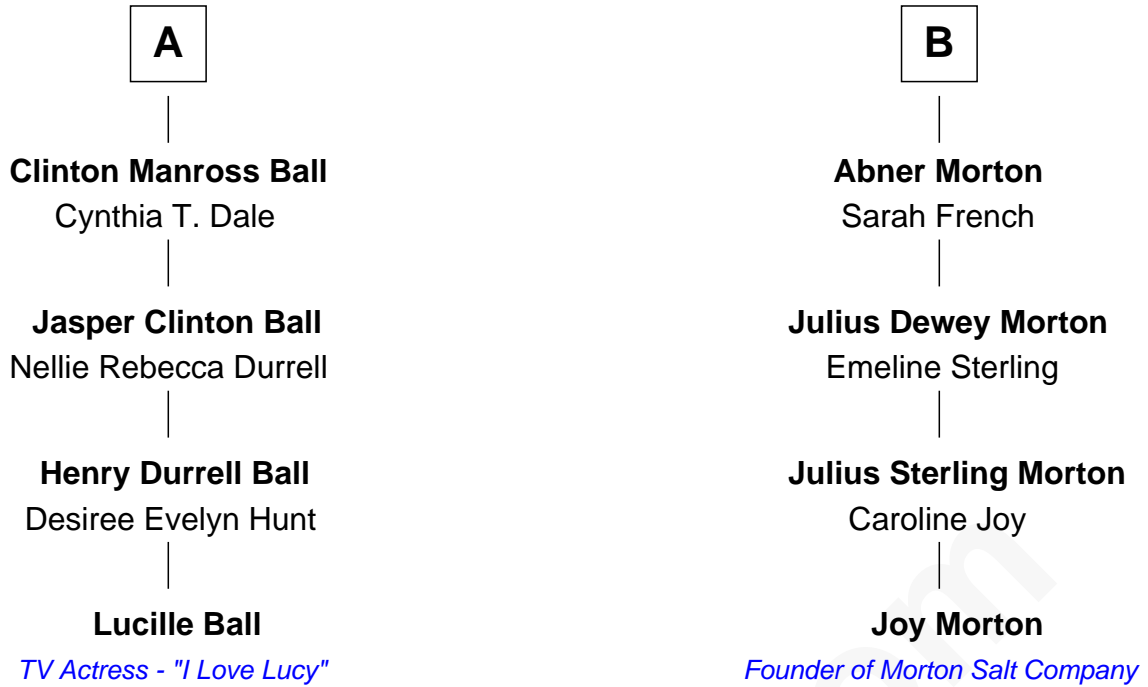 A
Clinton Manross Ball
Cynthia T. Dale
Jasper Clinton Ball
Nellie Rebecca Durrell
Henry Durrell Ball
Desiree Evelyn Hunt
Lucille Ball
TV Actress - "I Love Lucy"
B
Abner Morton
Sarah French
Julius Dewey Morton
Emeline Sterling
Julius Sterling Morton
Caroline Joy
Joy Morton
Founder of Morton Salt Company